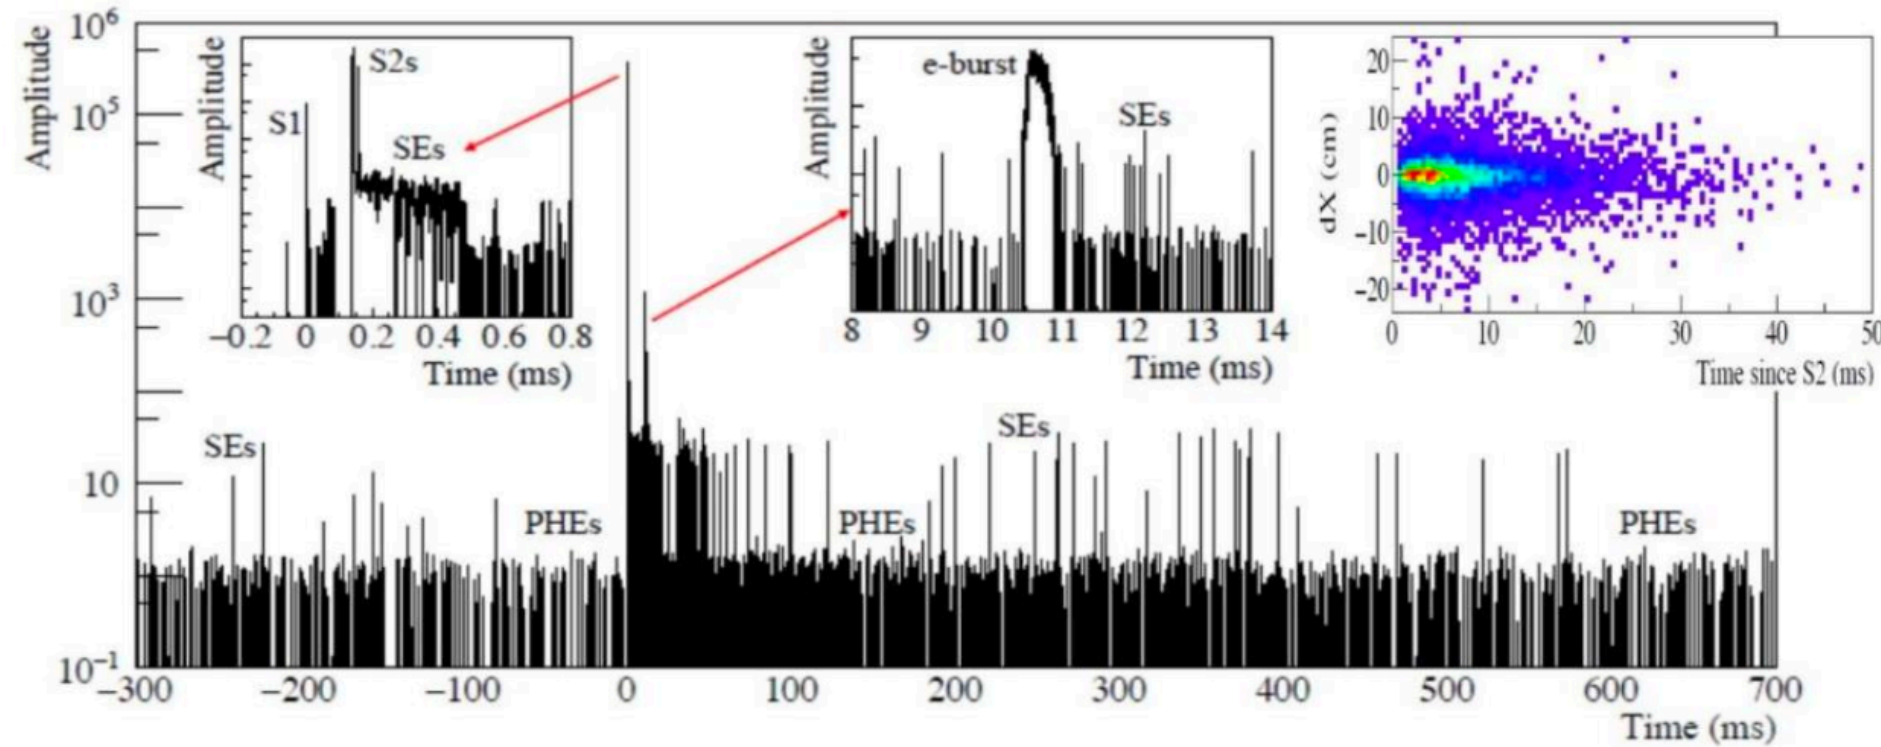 Amplitude
10⁶
10⁵
10³
10
10⁻¹
−300
−200
−100
0
100
200
300
400
500
600
700
Time (ms)
SEs
PHEs
PHEs
SEs
PHEs
Amplitude
S1
S2s
SEs
−0.2
0
0.2
0.4
0.6
0.8
Time (ms)
Amplitude
e-burst
SEs
8
9
10
11
12
13
14
Time (ms)
dX (cm)
20
10
0
−10
−20
0
10
20
30
40
50
Time since S2 (ms)